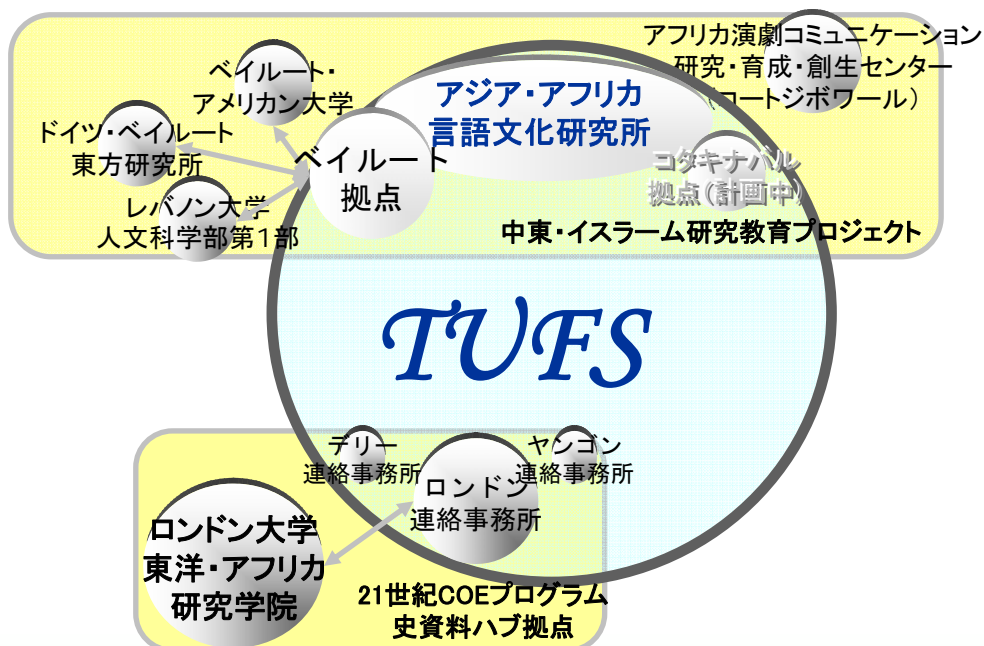 アフリカ演劇コミュニケーション
研究・育成・創生センター
（コートジボワール）
ベイルート・
アメリカン大学
アジア・アフリカ
言語文化研究所
ドイツ・ベイルート
東方研究所
ベイルート
拠点
コタキナバル
拠点（計画中）
レバノン大学
人文科学部第１部
中東・イスラーム研究教育プロジェクト
TUFS
デリー
連絡事務所
ヤンゴン
連絡事務所
ロンドン
連絡事務所
ロンドン大学
東洋・アフリカ
研究学院
21世紀COEプログラム
史資料ハブ拠点